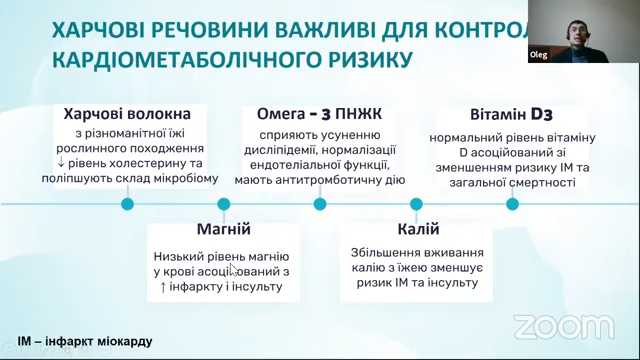 ХАРЧОВІ РЕЧОВИНИ ВАЖЛИВІ ДЛЯ КОНТРОЛ
КАРДІОМЕТАБОЛІЧНОГО РИЗИКУ
Oleg
Харчові волокна
з різноманітної їжі
рослинного походження
↓ рівень холестерину та
поліпшують склад мікробіому
Омега – 3 ПНЖК
сприяють усуненню
дисліпідемії, нормалізації
ендотеліальної функції,
мають антитромботичну дію
Вітамін D3
нормальний рівень вітаміну
D асоційований зі
зменшенням ризику ІМ та
загальної смертності
Магній
Низький рівень магнію
у крові асоційований з
↑ інфаркту і інсульту
Калій
Збільшення вживання
калію з їжею зменшує
ризик ІМ та інсульту
ІМ – інфаркт міокарду
zoom